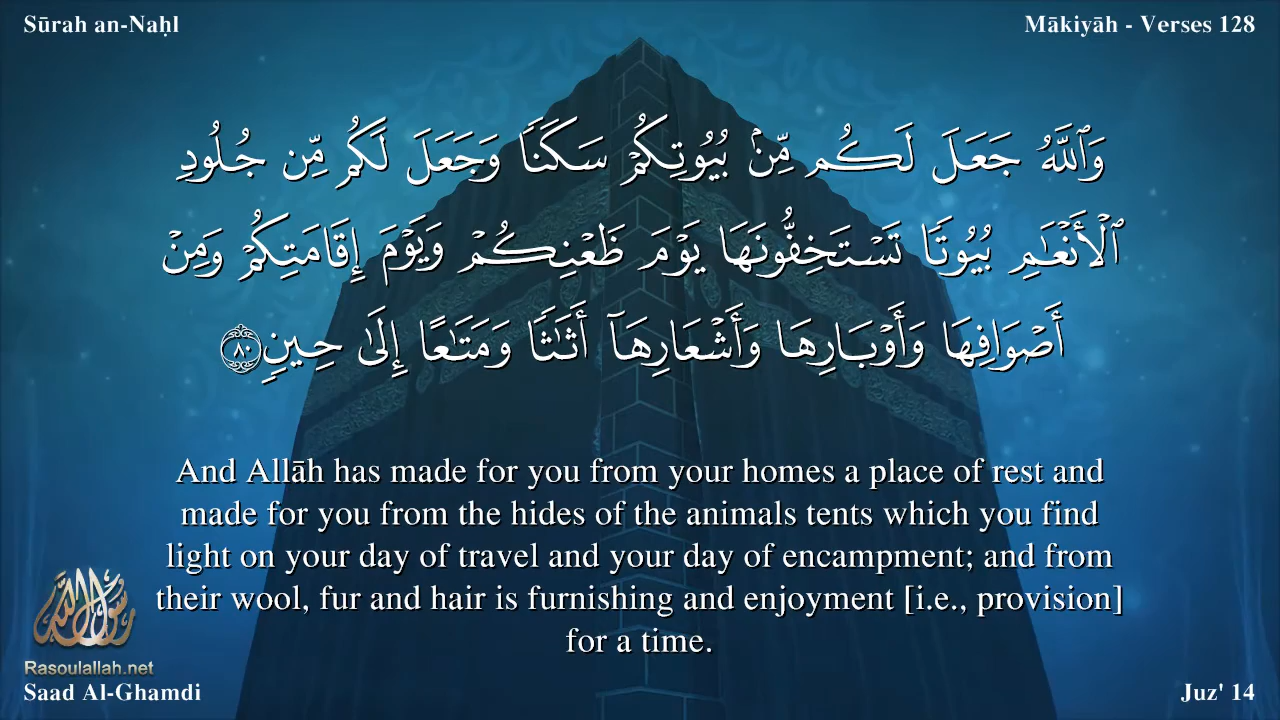 Sūrah an-Naḥl
Mākiyāh - Verses 128
وَٱللَّهُ جَعَلَ لَكُم مِّنۢ بُيُوتِكُمْ سَكَنًا وَجَعَلَ لَكُم مِّن جُلُودِ
ٱلْأَنْعَـٰمِ بُيُوتًا تَسْتَخِفُّونَهَا يَوْمَ ظَعْنِكُمْ وَيَوْمَ إِقَامَتِكُمْ وَمِنْ
أَصْوَافِهَا وَأَوْبَارِهَا وَأَشْعَارِهَآ أَثَـٰثًا وَمَتَـٰعًا إِلَىٰ حِينٍ ٨٠
And Allāh has made for you from your homes a place of rest and
made for you from the hides of the animals tents which you find
light on your day of travel and your day of encampment; and from
their wool, fur and hair is furnishing and enjoyment [i.e., provision]
for a time.
رسول الله
Rasoulallah.net
Saad Al-Ghamdi
Juz' 14